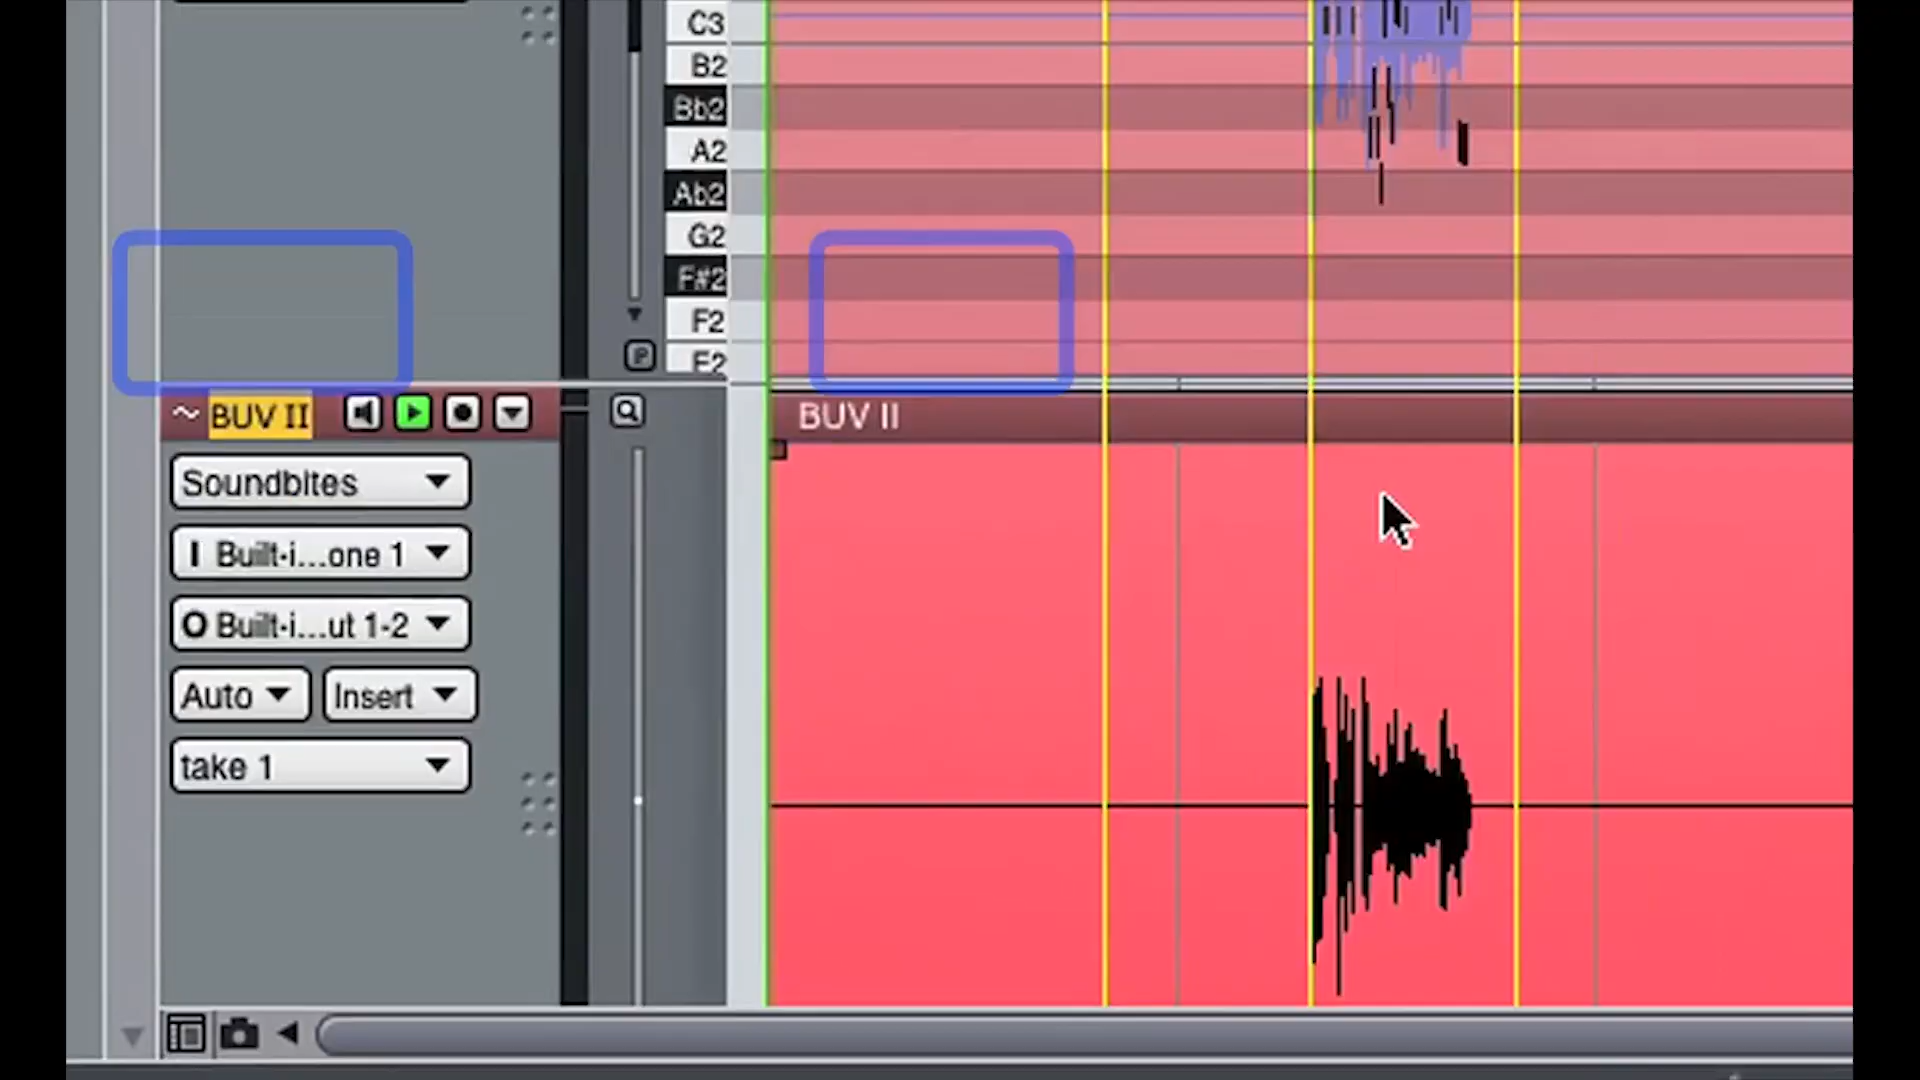 C3
B2
Bb2
A2
Ab2
G2
F#2
F2
E2
P
BUV II
BUV II
Soundbites
I Built-i...one 1
O Built-i...ut 1-2
Auto Insert
take 1